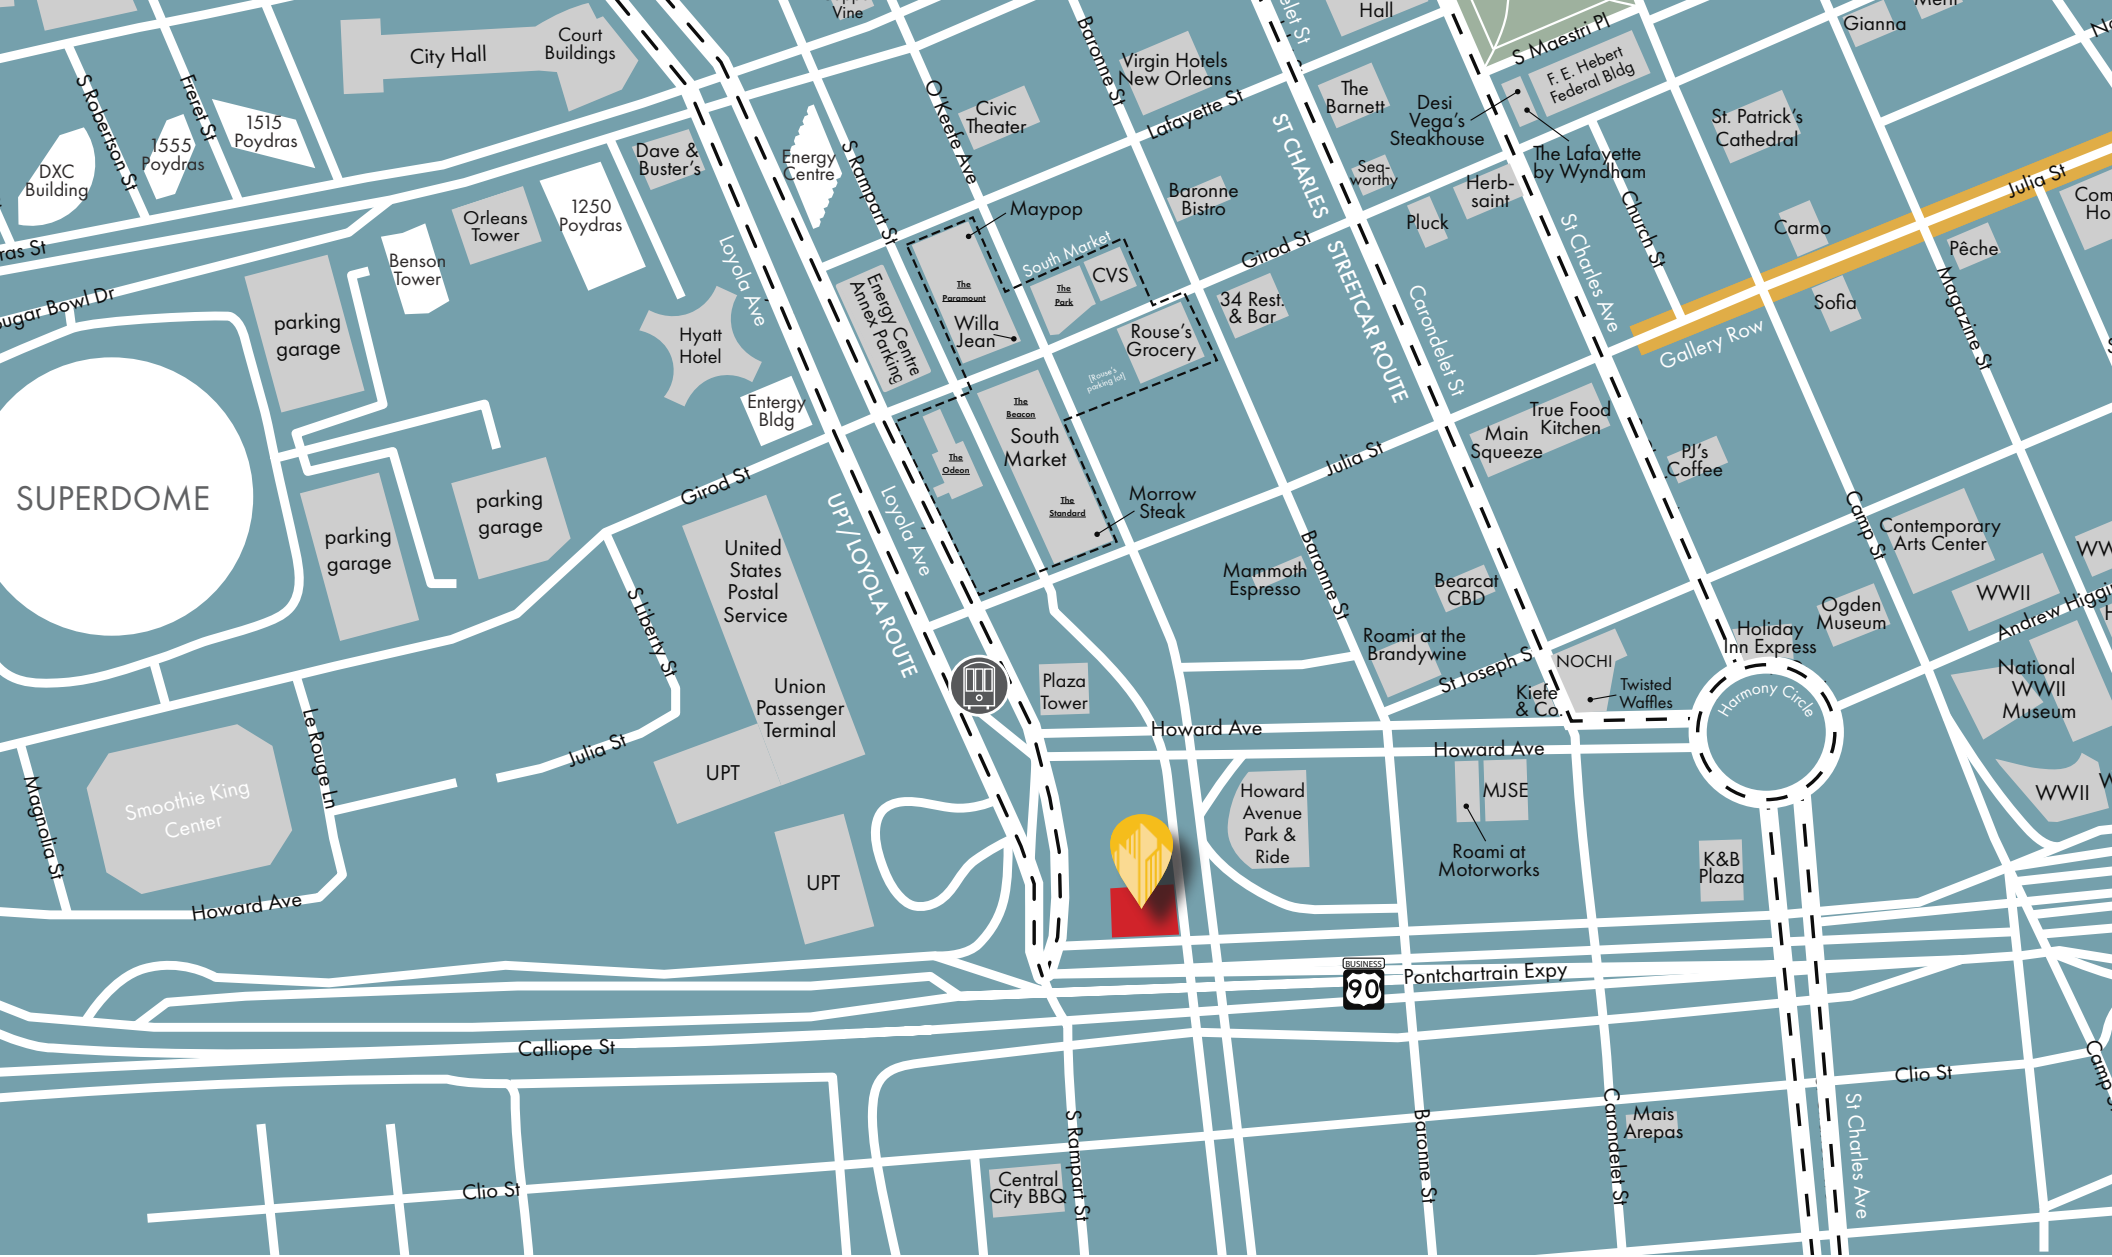 Vine
Hall
Gianna
City Hall
Court
Buildings
Virgin Hotels
New Orleans
Baronne St
S Maestri Pl
F. E. Hebert
Federal Bldg
S Robertson St
Freret St
1515
Poydras
1555
Poydras
DXC
Building
Dave &
Buster's
Energy
Centre
S Rampart St
O'Keefe Ave
Civic
Theater
Lafayette St
ST CHARLES
The
Barnett
Desi
Vega's
Steakhouse
The Lafayette
by Wyndham
St. Patrick's
Cathedral
Seq-
worthy
Herb-
saint
Pluck
Church St
Julia St
Carmo
Pêche
Sofia
Gallery Row
Magazine St
Orleans
Tower
1250
Poydras
Benson
Tower
Loyola Ave
Maypop
South Market
CVS
The
Paramount
The
Park
Willa
Jean
Baronne
Bistro
Girod St
34 Rest.
& Bar
Rouse's
Grocery
[Rouse's
parking lot]
STREETCAR ROUTE
Carondelet St
St Charles Ave
parking
garage
Hyatt
Hotel
Entergy
Bldg
Energy Centre
Annex Parking
The
Beacon
South
Market
The
Odeon
The
Standard
Morrow
Steak
Julia St
True Food
Kitchen
Main
Squeeze
PJ's
Coffee
Camp St
Contemporary
Arts Center
SUPERDOME
parking
garage
parking
garage
Girod St
United
States
Postal
Service
UPT/LOYOLA ROUTE
Loyola Ave
Mammoth
Espresso
Baronne St
Bearcat
CBD
Roami at the
Brandywine
St Joseph S
NOCHI
Kiefe
& Co.
Twisted
Waffles
Holiday
Inn Express
Ogden
Museum
WWII
Andrew Higgi
National
WWII
Museum
Harmony Circle
S Liberty St
Union
Passenger
Terminal
Plaza
Tower
Howard Ave
Howard Ave
UPT
Julia St
Le Rouge Ln
Smoothie King
Center
Magnolia St
Howard Ave
UPT
Howard
Avenue
Park &
Ride
MJSE
Roami at
Motorworks
K&B
Plaza
WWII
BUSINESS
90
Pontchartrain Expy
Calliope St
Clio St
Clio St
S Rampart St
Central
City BBQ
Baronne St
Carondelet St
Mais
Arepas
St Charles Ave